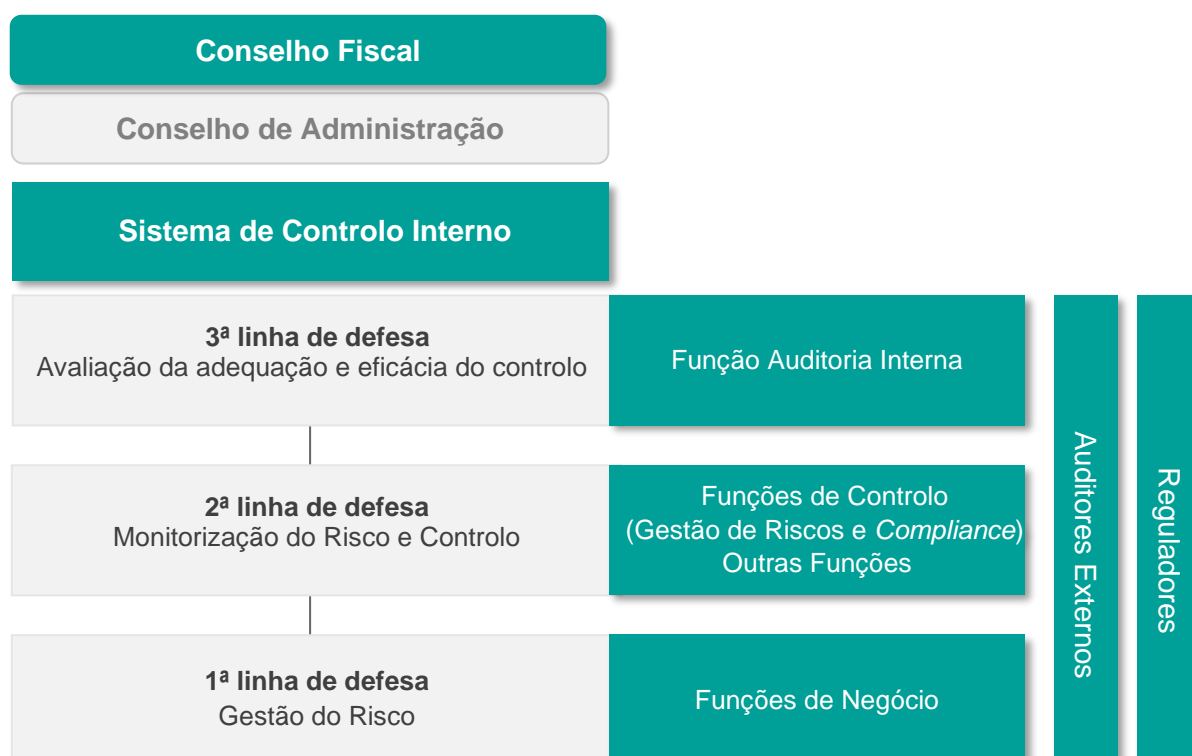 Conselho Fiscal
Conselho de Administração
Sistema de Controlo Interno
3ª linha de defesa
Avaliação da adequação e eficácia do controlo
Função Auditoria Interna
2ª linha de defesa
Monitorização do Risco e Controlo
Funções de Controlo
(Gestão de Riscos e Compliance)
Outras Funções
1ª linha de defesa
Gestão do Risco
Funções de Negócio
Auditores Externos
Reguladores